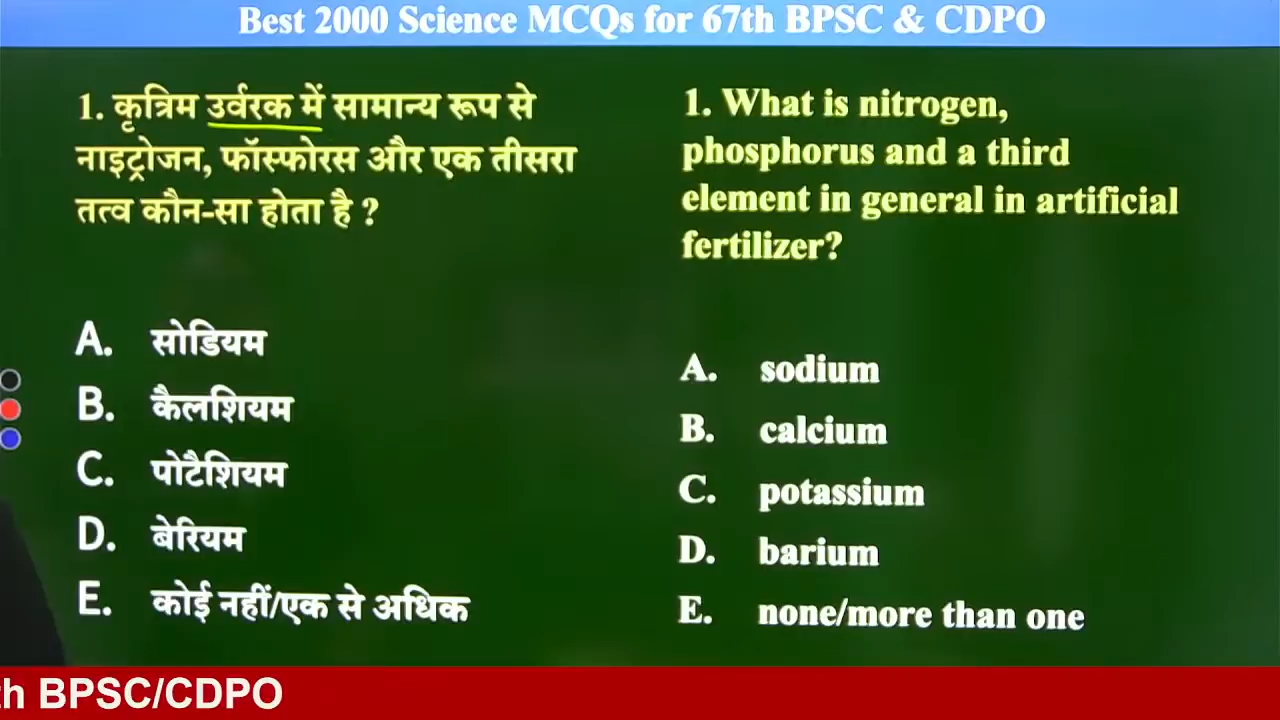 Best 2000 Science MCQs for 67th BPSC & CDPO
1. कृत्रिम उर्वरक में सामान्य रूप से
नाइट्रोजन, फॉस्फोरस और एक तीसरा
तत्व कौन-सा होता है ?
A. सोडियम
B. कैलशियम
C. पोटैशियम
D. बेरियम
E. कोई नहीं/एक से अधिक
1. What is nitrogen,
phosphorus and a third
element in general in artificial
fertilizer?
A. sodium
B. calcium
C. potassium
D. barium
E. none/more than one
th BPSC/CDPO